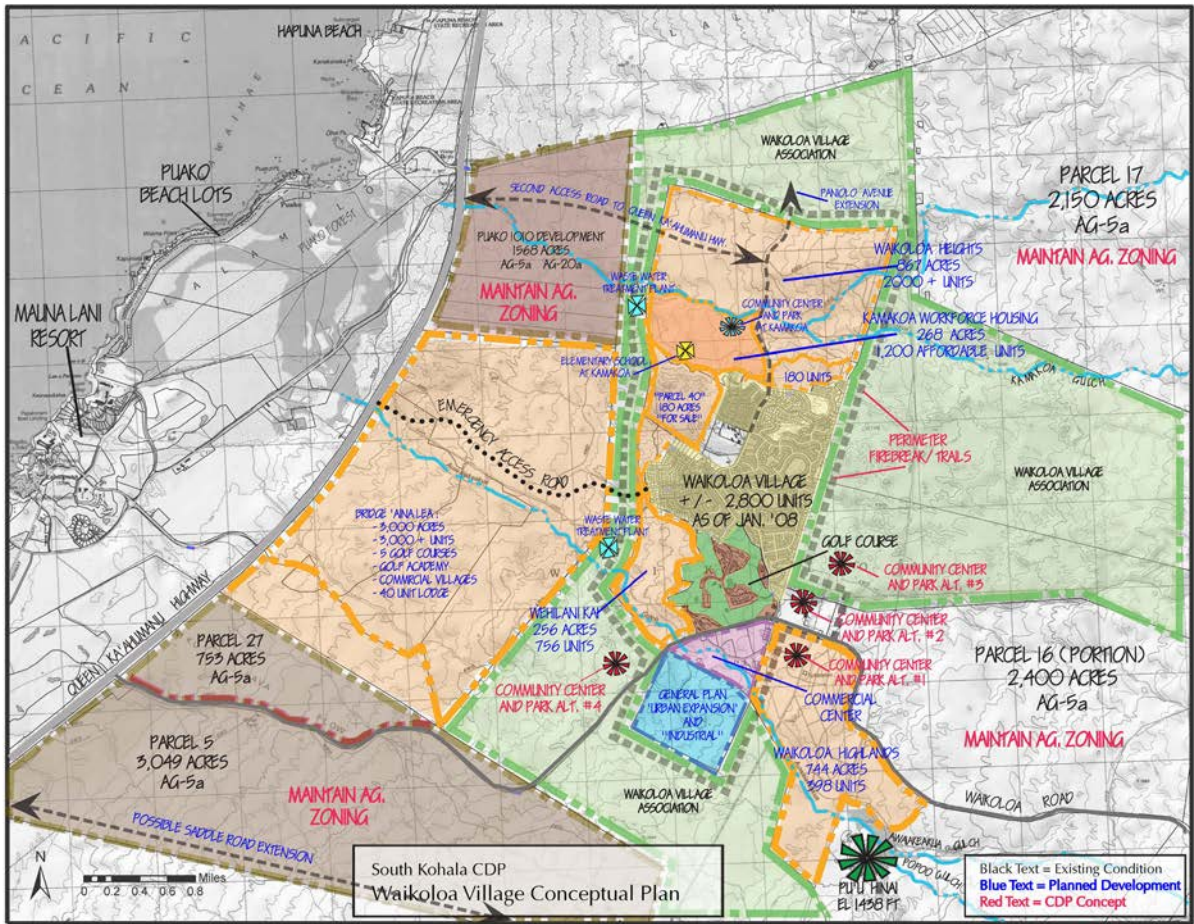 PACIFIC
OCEAN
HAPUNA BEACH
PUAKO
BEACH LOTS
MAUNA LANI
RESORT
WAIKOLOA VILLAGE
ASSOCIATION
PARCEL 17
2,150 ACRES
AG-5a
MAINTAIN AG. ZONING
SECOND ACCESS ROAD TO QUEEN KA'AHUMANU HWY.
PANIOLO AVENUE
EXTENSION
PUAKO 1010 DEVELOPMENT
1568 ACRES
AG-5a AG-20a
MAINTAIN AG.
ZONING
WASTE WATER
TREATMENT PLANT
WAIKOLOA HEIGHTS
867 ACRES
2000 + UNITS
COMMUNITY CENTER
AND PARK
AT KAMAKOA
KAMAKOA WORKFORCE HOUSING
268 ACRES
1,200 AFFORDABLE UNITS
ELEMENTARY SCHOOL
AT KAMAKOA
180 UNITS
KAMAKOA GULCH
"PARCEL 40"
180 ACRES
"FOR SALE"
EMERGENCY ACCESS ROAD
PERIMETER
FIREBREAK/ TRAILS
WAIKOLOA VILLAGE
+/- 2,800 UNITS
AS OF JAN. '08
WAIKOLOA VILLAGE
ASSOCIATION
BRIDGE 'AINA LEA:
- 3,000 ACRES
- 3,000 + UNITS
- 5 GOLF COURSES
- GOLF ACADEMY
- COMMERCIAL VILLAGES
- 40 UNIT LODGE
WASTE WATER
TREATMENT PLANT
GOLF COURSE
COMMUNITY CENTER
AND PARK ALT. #3
QUEEN KA'AHUMANU HIGHWAY
WEHILANI KAI
256 ACRES
756 UNITS
COMMUNITY CENTER
AND PARK ALT. #2
PARCEL 27
753 ACRES
AG-5a
COMMUNITY CENTER
AND PARK ALT. #4
COMMUNITY CENTER
AND PARK ALT. #1
PARCEL 16 (PORTION)
2,400 ACRES
AG-5a
MAINTAIN AG. ZONING
GENERAL PLAN
'URBAN EXPANSION'
AND
"INDUSTRIAL"
COMMERCIAL
CENTER
PARCEL 5
3,049 ACRES
AG-5a
MAINTAIN AG.
ZONING
WAIKOLOA HIGHLANDS
744 ACRES
398 UNITS
WAIKOLOA VILLAGE
ASSOCIATION
WAIKOLOA ROAD
POSSIBLE SADDLE ROAD EXTENSION
AWAAKEAKUA GULCH
POPOO GULCH
PU'U HINAI
EL 1438 FT
N
0 0.2 0.4 0.6 0.8 Miles
South Kohala CDP
Waikoloa Village Conceptual Plan
Black Text = Existing Condition
Blue Text = Planned Development
Red Text = CDP Concept